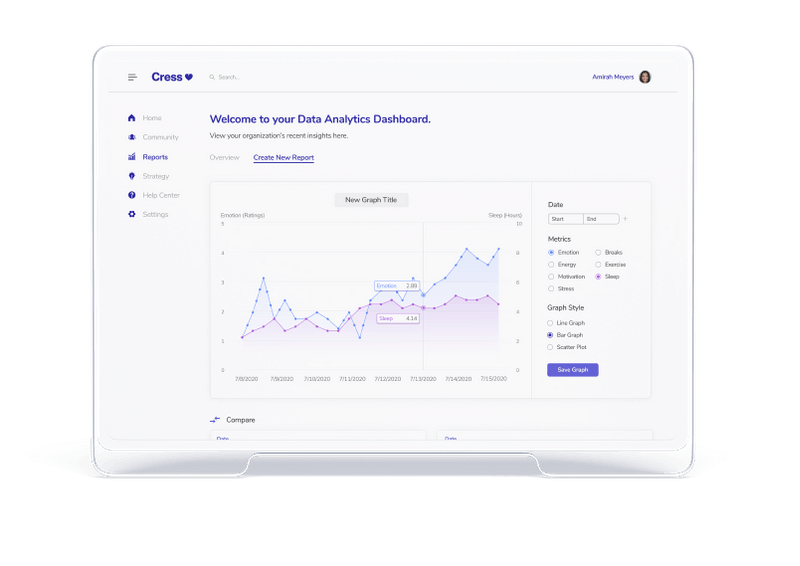 Cress
Search...
Amirah Meyers
Home
Community
Reports
Strategy
Help Center
Settings
Welcome to your Data Analytics Dashboard.
View your organization's recent insights here.
Overview
Create New Report
New Graph Title
Emotion (Ratings)
Sleep (Hours)
5
4
3
2
1
0
10
8
6
4
2
0
Emotion 2.89
Sleep 4.14
7/8/2020
7/9/2020
7/10/2020
7/11/2020
7/12/2020
7/13/2020
7/14/2020
7/15/2020
Date
Start
End
+
Metrics
Emotion
Breaks
Energy
Exercise
Motivation
Sleep
Stress
Graph Style
Line Graph
Bar Graph
Scatter Plot
Save Graph
Compare
Date
Date